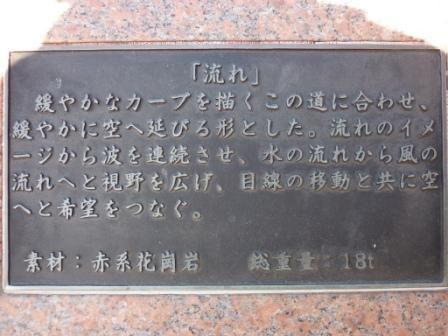 「流れ」
緩やかなカーブを描くこの道に合わせ、
緩やかに空へ延びる形とした。流れのイメ
ージから波を連続させ、水の流れから風の
流れへと視野を広げ、目線の移動と共に空
へと希望をつなぐ。
素材：赤系花崗岩　総重量：18t